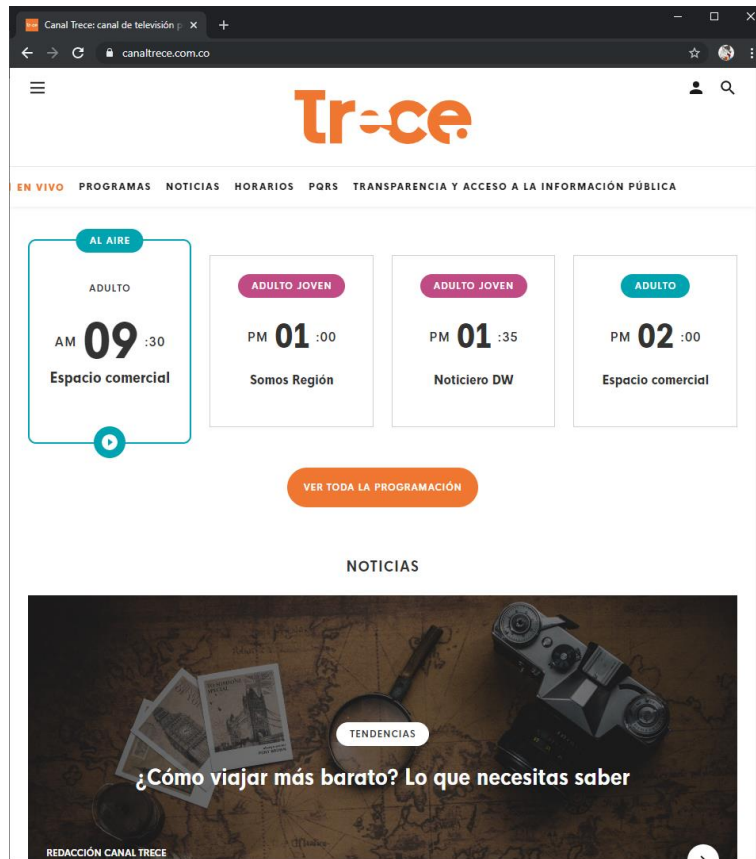 Canal Trece: canal de televisión p
canaltrece.com.co
Trece
EN VIVO PROGRAMAS NOTICIAS HORARIOS PQRS TRANSPARENCIA Y ACCESO A LA INFORMACIÓN PÚBLICA
AL AIRE
ADULTO
AM 09 :30
Espacio comercial
ADULTO JOVEN
PM 01 :00
Somos Región
ADULTO JOVEN
PM 01 :35
Noticiero DW
ADULTO
PM 02 :00
Espacio comercial
VER TODA LA PROGRAMACIÓN
NOTICIAS
TENDENCIAS
¿Cómo viajar más barato? Lo que necesitas saber
REDACCIÓN CANAL TRECE